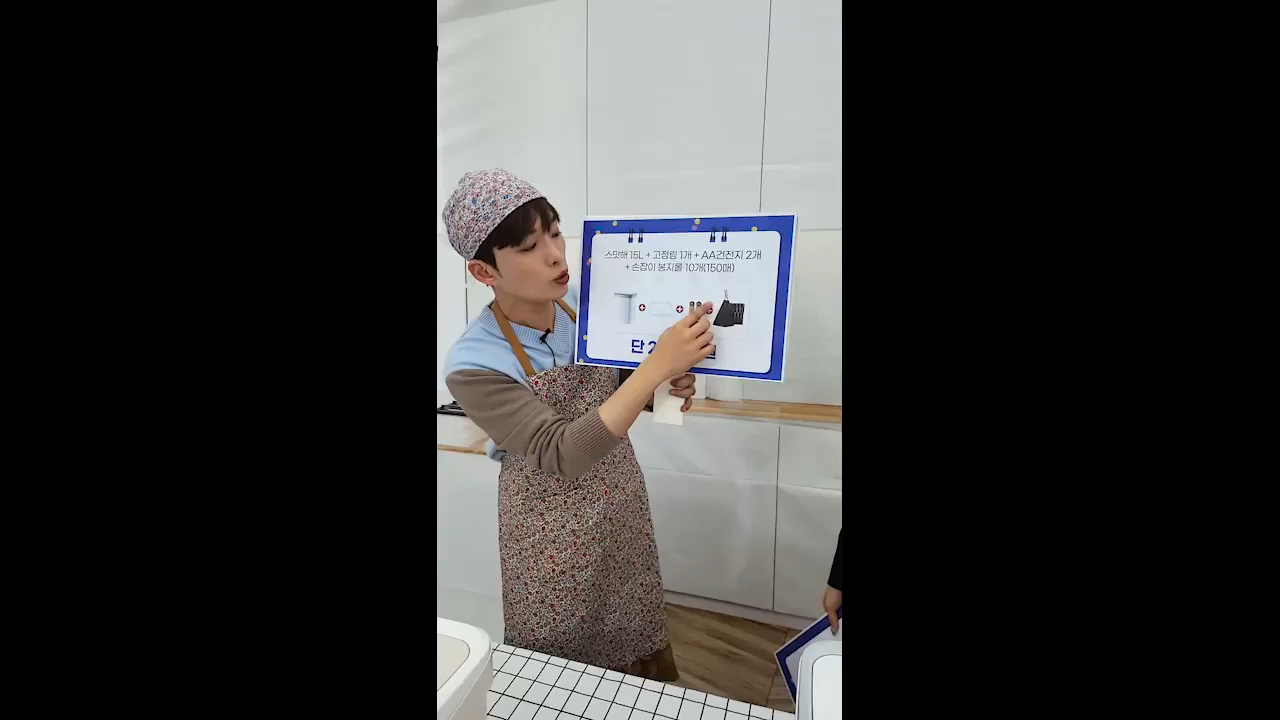 스맛해 15L + 고정링 1개 + AA건전지 2개
+ 손잡이 봉지롤 10개(150매)
단 2